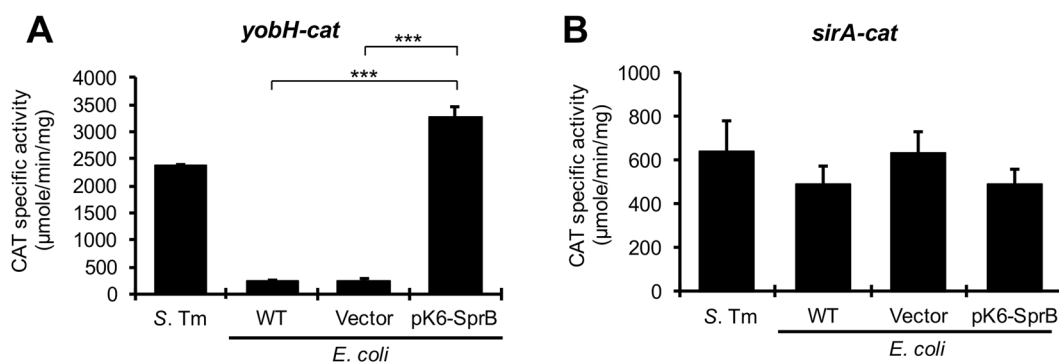 A
yobH-cat
***
***
CAT specific activity
(µmole/min/mg)
4000
3500
3000
2500
2000
1500
1000
500
0
S. Tm
WT
Vector
pK6-SprB
E. coli
B
sirA-cat
CAT specific activity
(µmole/min/mg)
1000
800
600
400
200
0
S. Tm
WT
Vector
pK6-SprB
E. coli